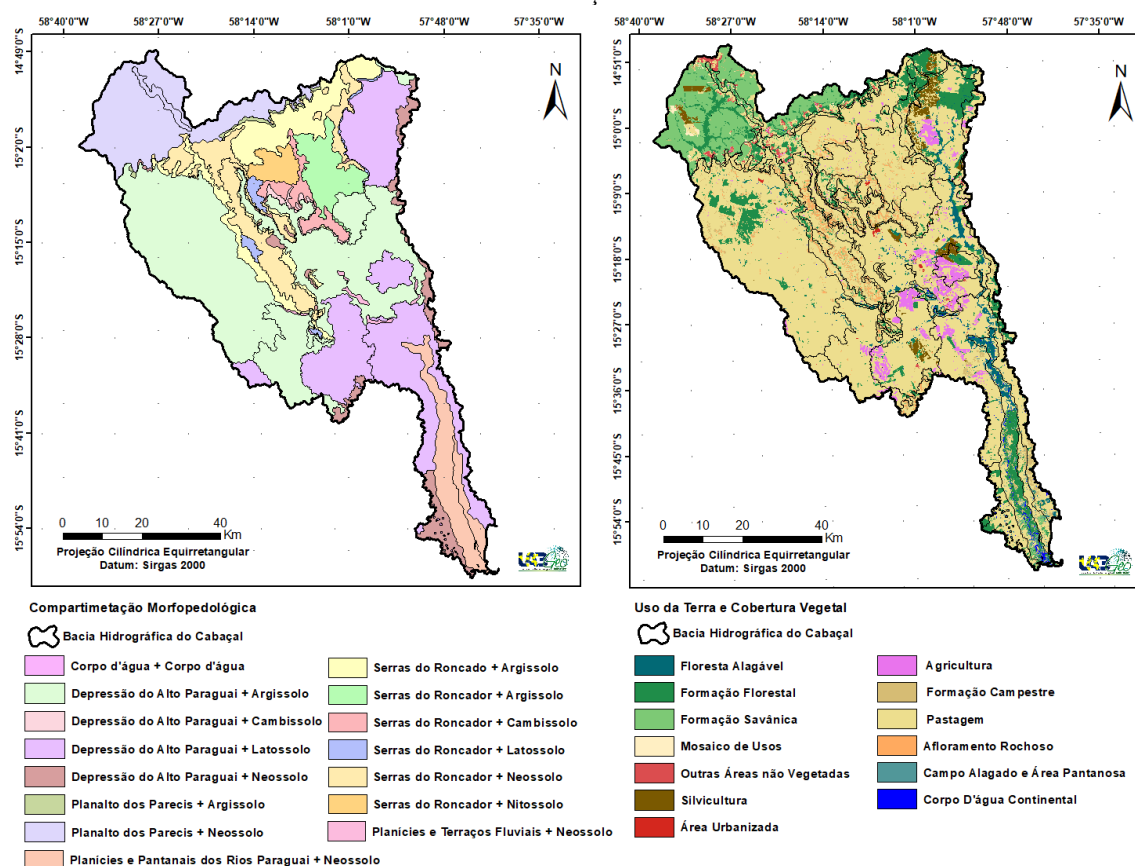 58°40'0"W 58°27'0"W 58°14'0"W 58°1'0"W 57°48'0"W 57°35'0"W
14°49'0"S
15°2'0"S
15°15'0"S
15°28'0"S
15°41'0"S
15°54'0"S
N
0 10 20 40
Km
Projeção Cilíndrica Equirretangular
Datum: Sirgas 2000
58°40'0"W 58°27'0"W 58°14'0"W 58°1'0"W 57°48'0"W 57°35'0"W
14°51'0"S
15°0'0"S
15°9'0"S
15°18'0"S
15°27'0"S
15°36'0"S
15°45'0"S
15°54'0"S
N
0 10 20 40
Km
Projeção Cilíndrica Equirretangular
Datum: Sirgas 2000
Compartimetação Morfopedológica
Bacia Hidrográfica do Cabaçal
Corpo d'água + Corpo d'água
Depressão do Alto Paraguai + Argissolo
Depressão do Alto Paraguai + Cambissolo
Depressão do Alto Paraguai + Latossolo
Depressão do Alto Paraguai + Neossolo
Planalto dos Parecis + Argissolo
Planalto dos Parecis + Neossolo
Planícies e Pantanais dos Rios Paraguai + Neossolo
Serras do Roncado + Argissolo
Serras do Roncador + Argissolo
Serras do Roncador + Cambissolo
Serras do Roncador + Latossolo
Serras do Roncador + Neossolo
Serras do Roncador + Nitossolo
Planícies e Terraços Fluviais + Neossolo
Uso da Terra e Cobertura Vegetal
Bacia Hidrográfica do Cabaçal
Floresta Alagável
Formação Florestal
Formação Savânica
Mosaico de Usos
Outras Áreas não Vegetadas
Silvicultura
Área Urbanizada
Agricultura
Formação Campestre
Pastagem
Afloramento Rochoso
Campo Alagado e Área Pantanosa
Corpo D'água Continental